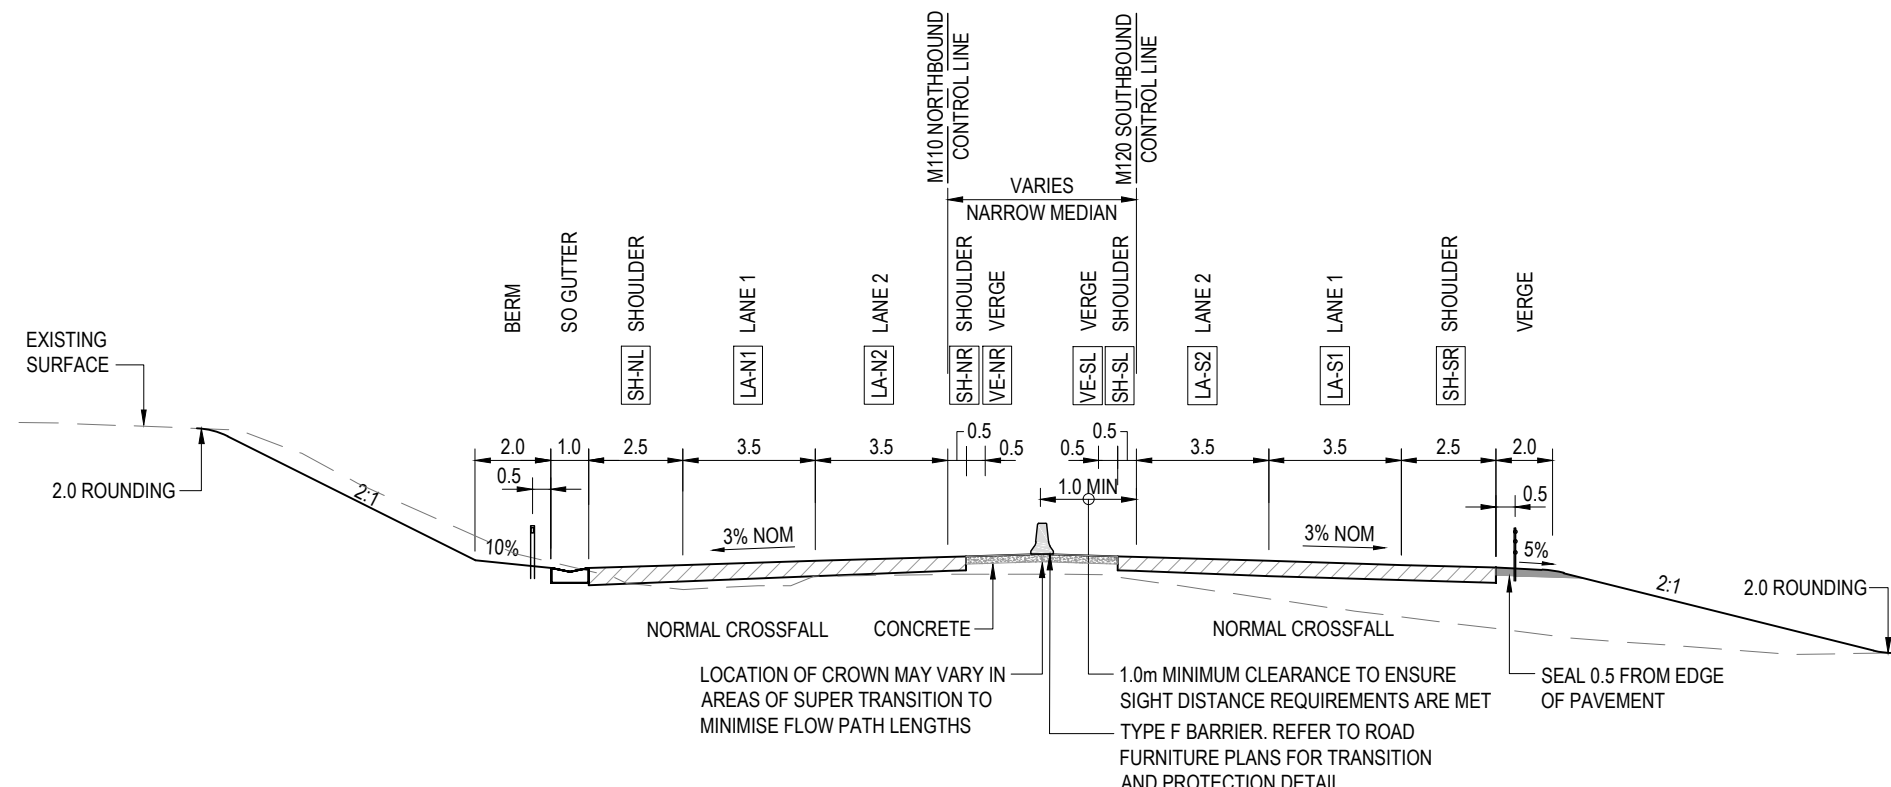 M110 NORTHBOUND
CONTROL LINE
M120 SOUTHBOUND
CONTROL LINE
VARIES
NARROW MEDIAN
BERM
SO GUTTER
SHOULDER
LANE 1
LANE 2
SHOULDER
VERGE
VERGE
SHOULDER
LANE 2
LANE 1
SHOULDER
VERGE
SH-NL
LA-N1
LA-N2
SH-NR
VE-NR
VE-SL
SH-SL
LA-S2
LA-S1
SH-SR
EXISTING
SURFACE
2.0
1.0
2.5
3.5
3.5
0.5
0.5
0.5
0.5
3.5
3.5
2.5
2.0
0.5
1.0 MIN
0.5
2.0 ROUNDING
2:1
10%
3% NOM
3% NOM
5%
2:1
2.0 ROUNDING
NORMAL CROSSFALL
CONCRETE
NORMAL CROSSFALL
LOCATION OF CROWN MAY VARY IN
AREAS OF SUPER TRANSITION TO
MINIMISE FLOW PATH LENGTHS
1.0m MINIMUM CLEARANCE TO ENSURE
SIGHT DISTANCE REQUIREMENTS ARE MET
TYPE F BARRIER. REFER TO ROAD
FURNITURE PLANS FOR TRANSITION
AND PROTECTION DETAIL
SEAL 0.5 FROM EDGE
OF PAVEMENT